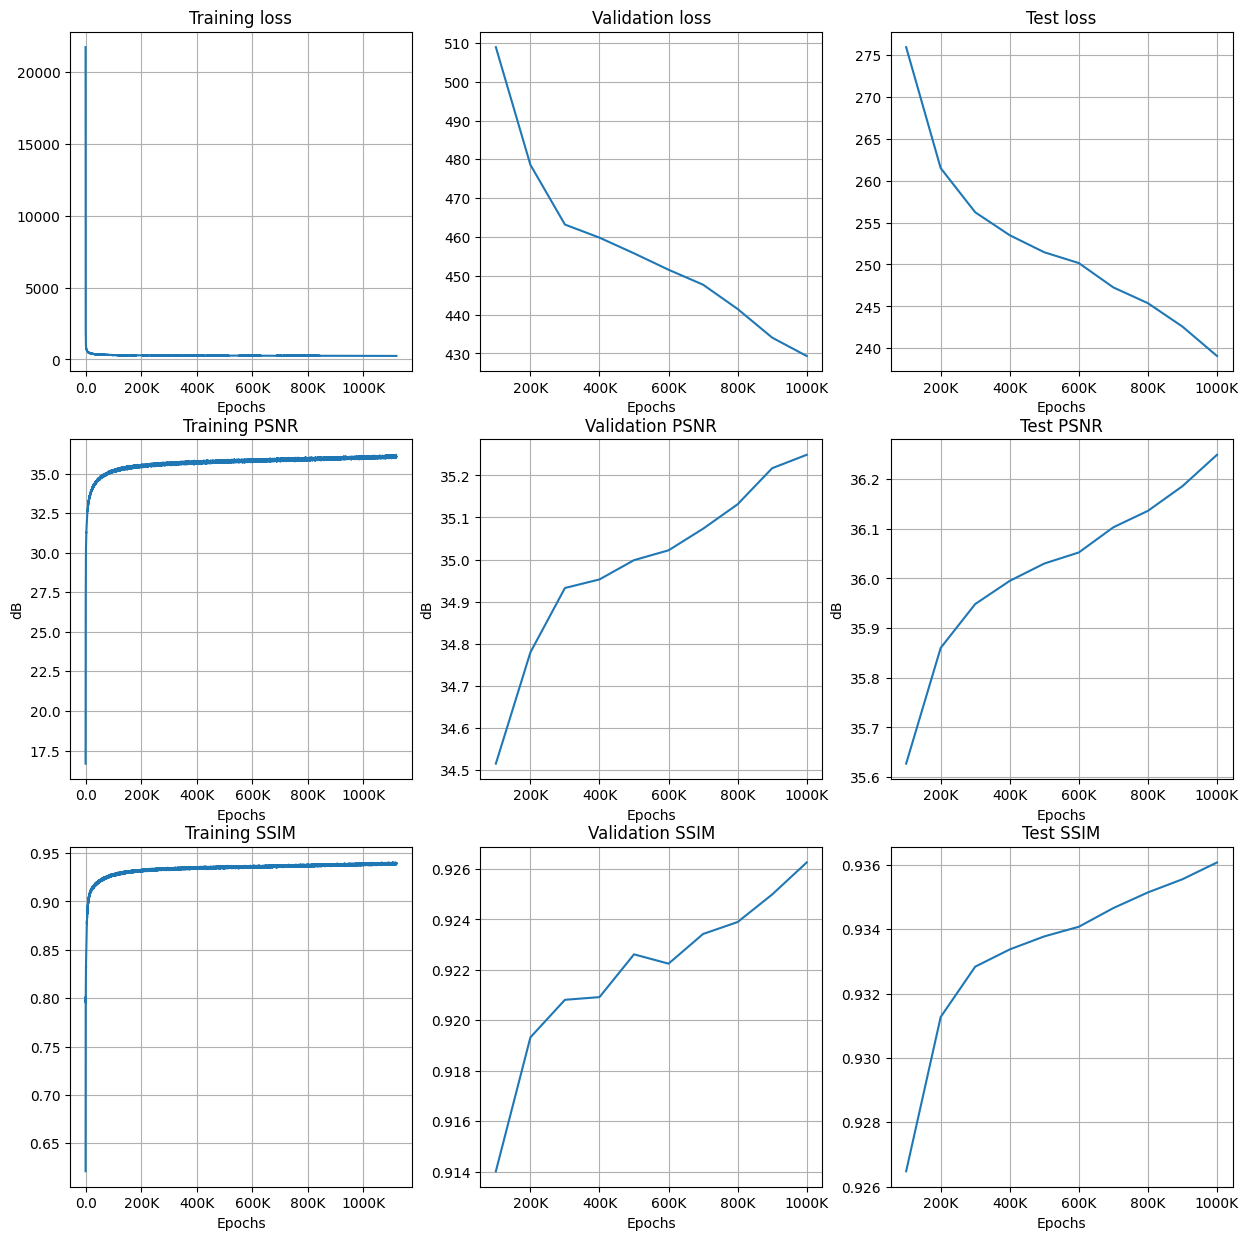 Training loss
Validation loss
Test loss
20000
15000
10000
5000
0
0.0 200K 400K 600K 800K 1000K
Epochs
510
500
490
480
470
460
450
440
430
200K 400K 600K 800K 1000K
Epochs
275
270
265
260
255
250
245
240
200K 400K 600K 800K 1000K
Epochs
Training PSNR
Validation PSNR
Test PSNR
dB
35.0
32.5
30.0
27.5
25.0
22.5
20.0
17.5
0.0 200K 400K 600K 800K 1000K
Epochs
dB
35.2
35.1
35.0
34.9
34.8
34.7
34.6
34.5
200K 400K 600K 800K 1000K
Epochs
dB
36.2
36.1
36.0
35.9
35.8
35.7
35.6
200K 400K 600K 800K 1000K
Epochs
Training SSIM
Validation SSIM
Test SSIM
0.95
0.90
0.85
0.80
0.75
0.70
0.65
0.0 200K 400K 600K 800K 1000K
Epochs
0.926
0.924
0.922
0.920
0.918
0.916
0.914
200K 400K 600K 800K 1000K
Epochs
0.936
0.934
0.932
0.930
0.928
0.926
200K 400K 600K 800K 1000K
Epochs